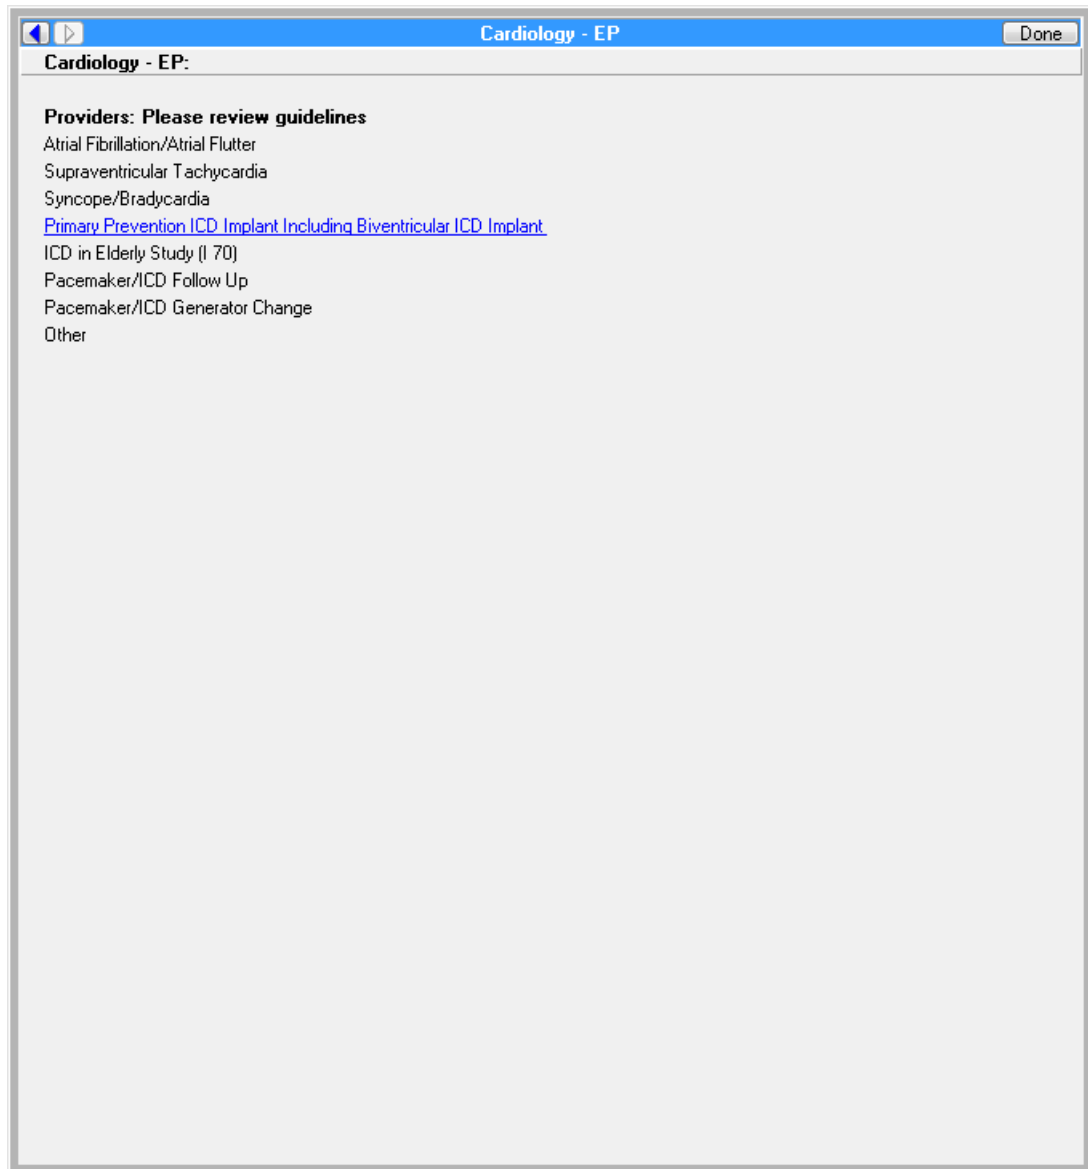 Cardiology - EP
Done
Cardiology - EP:
Providers: Please review guidelines
Atrial Fibrillation/Atrial Flutter
Supraventricular Tachycardia
Syncope/Bradycardia
Primary Prevention ICD Implant Including Biventricular ICD Implant
ICD in Elderly Study (I 70)
Pacemaker/ICD Follow Up
Pacemaker/ICD Generator Change
Other